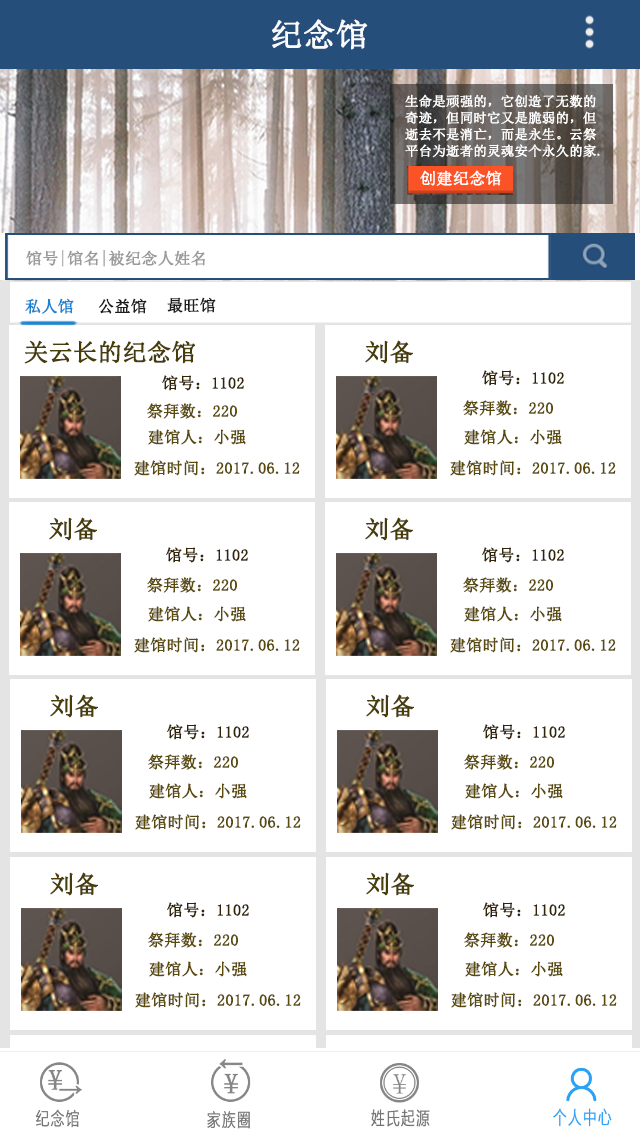 纪念馆
生命是顽强的，它创造了无数的
奇迹，但同时它又是脆弱的，但
逝去不是消亡，而是永生。云祭
平台为逝者的灵魂安个永久的家.
创建纪念馆
馆号|馆名|被纪念人姓名
私人馆 公益馆 最旺馆
关云长的纪念馆
馆号：1102
祭拜数：220
建馆人：小强
建馆时间：2017.06.12
刘备
馆号：1102
祭拜数：220
建馆人：小强
建馆时间：2017.06.12
刘备
馆号：1102
祭拜数：220
建馆人：小强
建馆时间：2017.06.12
刘备
馆号：1102
祭拜数：220
建馆人：小强
建馆时间：2017.06.12
刘备
馆号：1102
祭拜数：220
建馆人：小强
建馆时间：2017.06.12
刘备
馆号：1102
祭拜数：220
建馆人：小强
建馆时间：2017.06.12
刘备
馆号：1102
祭拜数：220
建馆人：小强
建馆时间：2017.06.12
刘备
馆号：1102
祭拜数：220
建馆人：小强
建馆时间：2017.06.12
纪念馆 家族圈 姓氏起源 个人中心